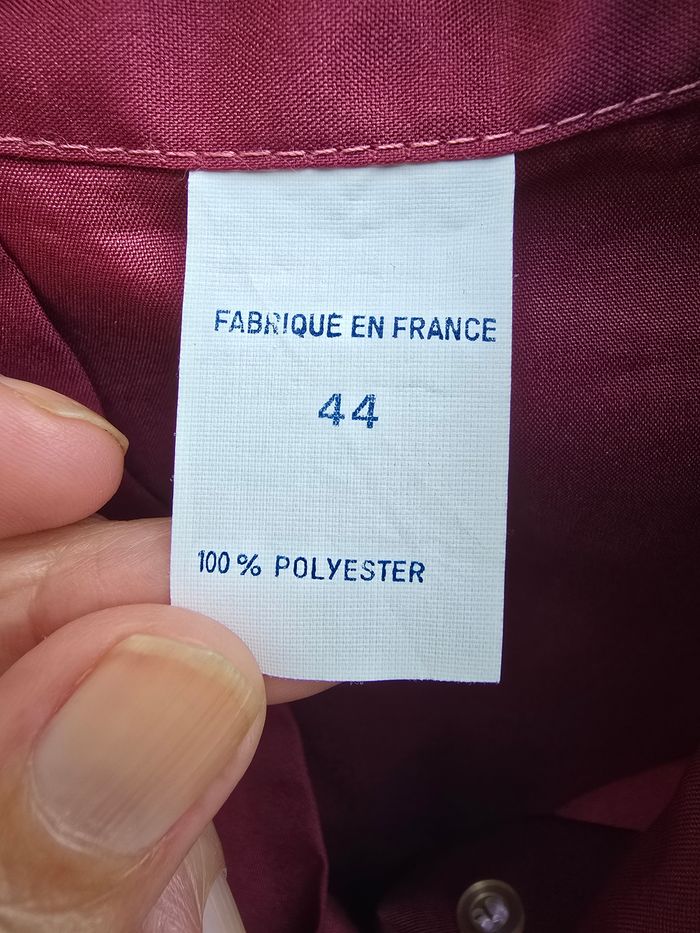 FABRIQUE EN FRANCE
44
100 % POLYESTER